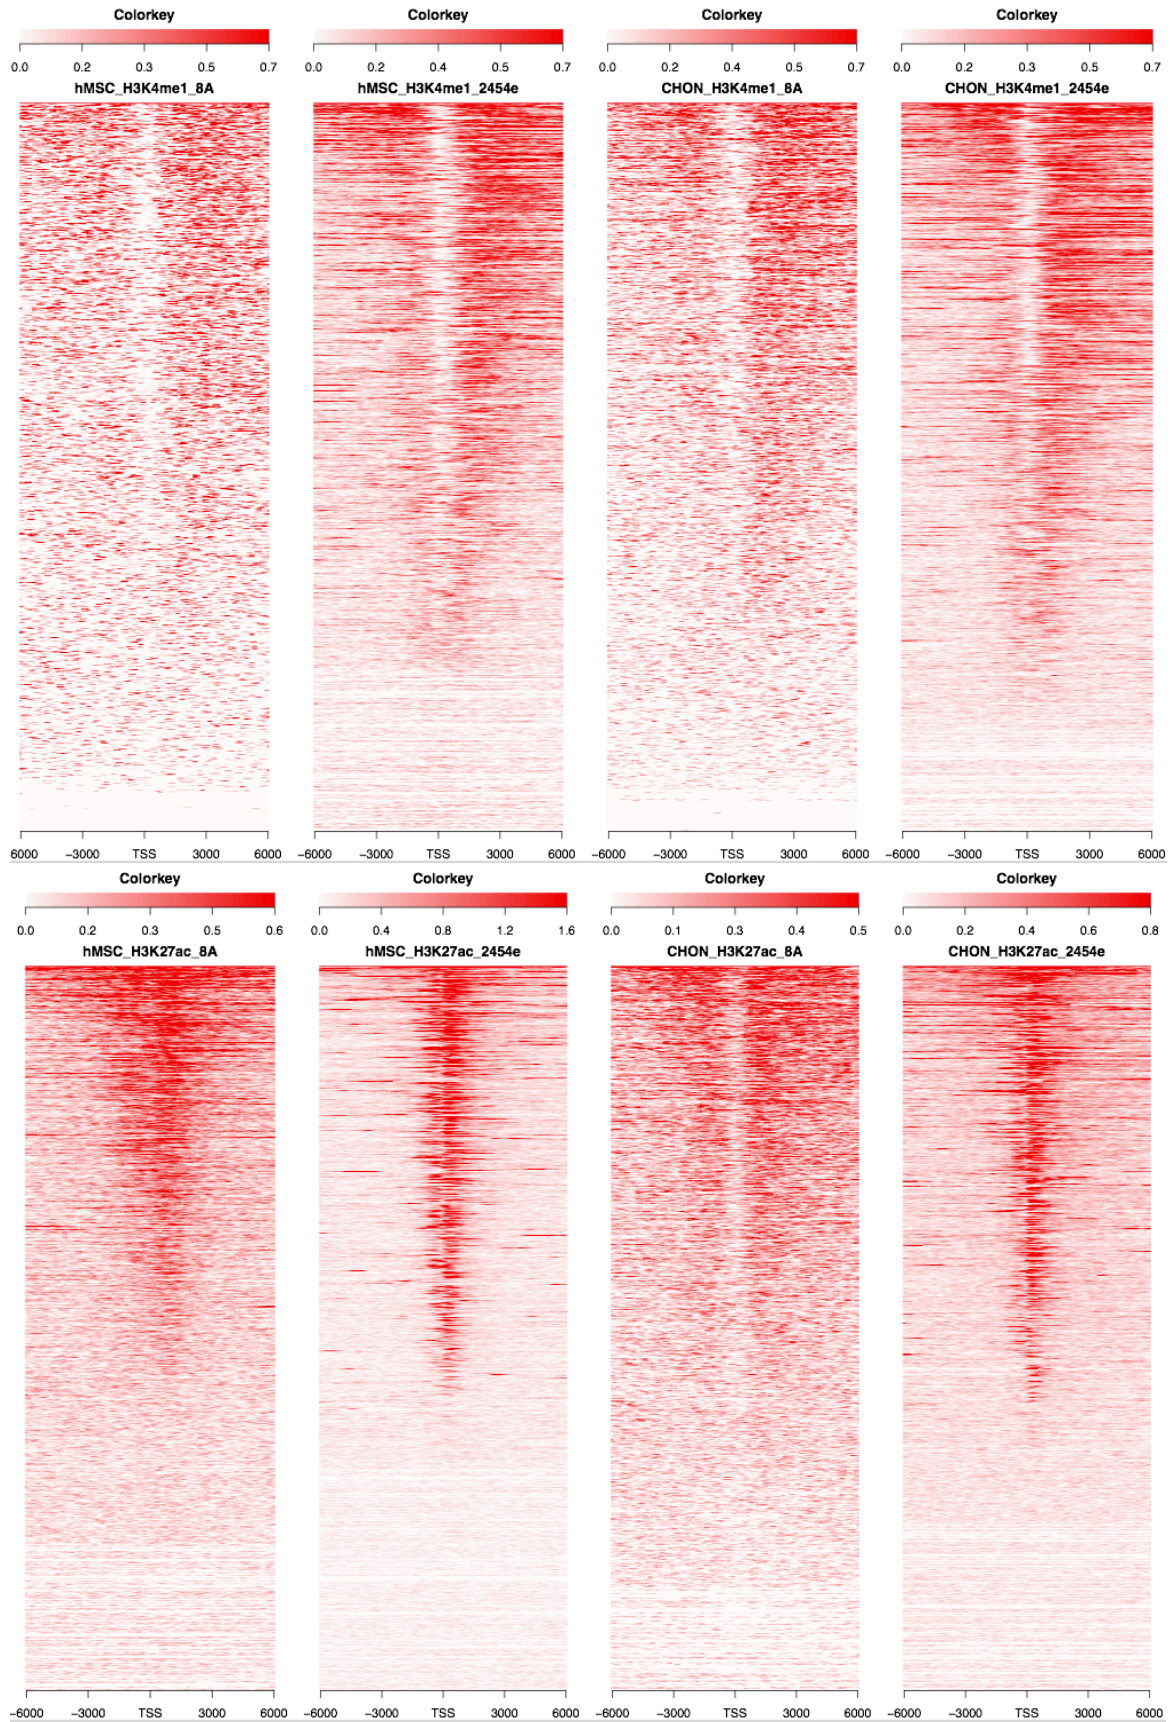 Colorkey Colorkey Colorkey Colorkey
0.0 0.2 0.3 0.5 0.7 0.0 0.2 0.4 0.5 0.7 0.0 0.2 0.4 0.5 0.7 0.0 0.2 0.3 0.5 0.7
hMSC_H3K4me1_8A hMSC_H3K4me1_2454e CHON_H3K4me1_8A CHON_H3K4me1_2454e
6000 −3000 TSS 3000 6000 −6000 −3000 TSS 3000 6000 −6000 −3000 TSS 3000 6000 −6000 −3000 TSS 3000 6000
Colorkey Colorkey Colorkey Colorkey
0.0 0.2 0.3 0.5 0.6 0.0 0.4 0.8 1.2 1.6 0.0 0.1 0.3 0.4 0.5 0.0 0.2 0.4 0.6 0.8
hMSC_H3K27ac_8A hMSC_H3K27ac_2454e CHON_H3K27ac_8A CHON_H3K27ac_2454e
−6000 −3000 TSS 3000 6000 −6000 −3000 TSS 3000 6000 −6000 −3000 TSS 3000 6000 −6000 −3000 TSS 3000 6000